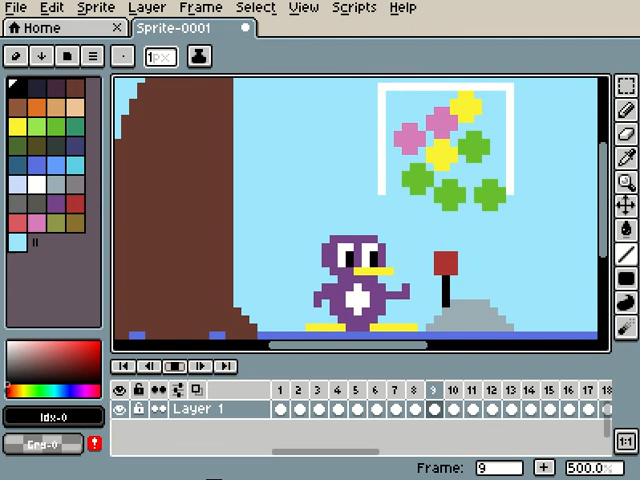 File Edit Sprite Layer Frame Select View Scripts Help
Home Sprite-0001
1px
1 2 3 4 5 6 7 8 9 10 11 12 13 14 15 16 17 18
Layer 1
Idx-0
Gry-0
1:1
Frame: 9 500.0%